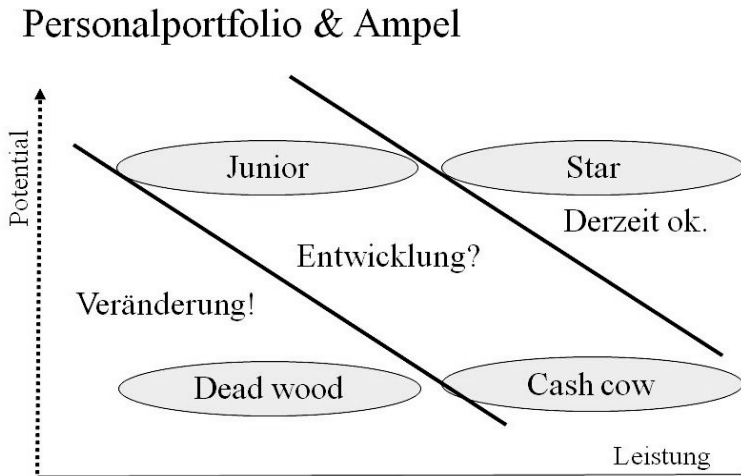 Personalportfolio & Ampel
Potential
Junior
Star
Derzeit ok.
Entwicklung?
Veränderung!
Dead wood
Cash cow
Leistung